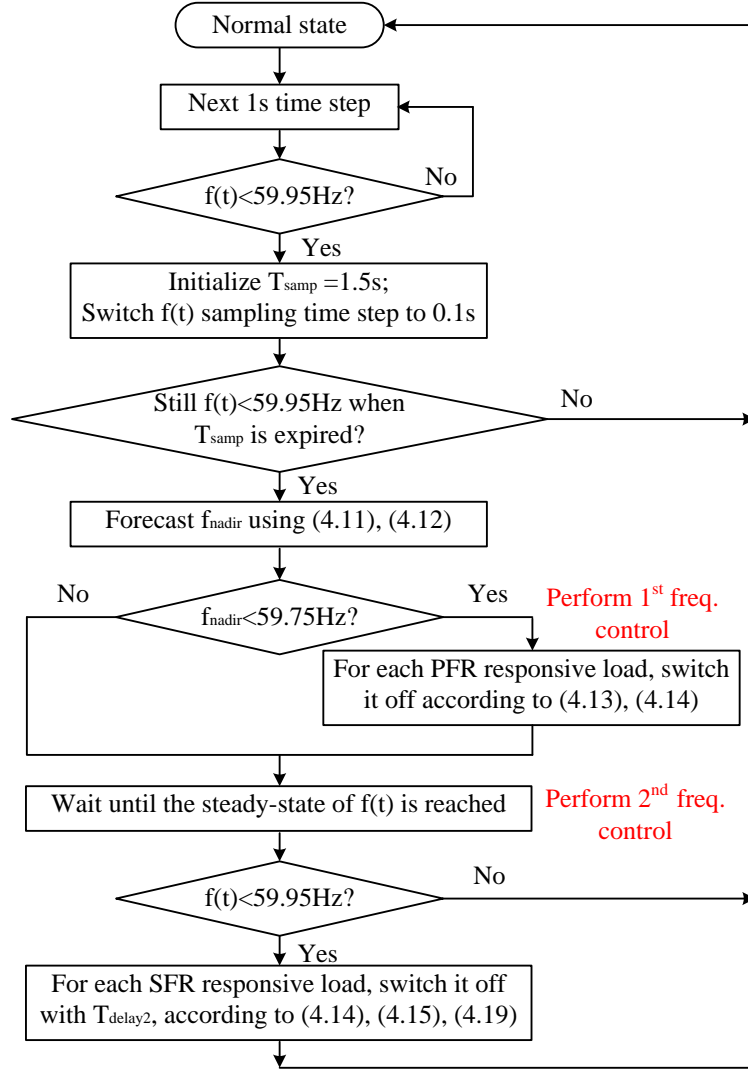 Normal state
Next 1s time step
No
f(t)<59.95Hz?
Yes
Initialize Tsamp =1.5s;
Switch f(t) sampling time step to 0.1s
Still f(t)<59.95Hz when
Tsamp is expired?
No
Yes
Forecast fnadir using (4.11), (4.12)
No
fnadir<59.75Hz?
Yes
Perform 1st freq.
control
For each PFR responsive load, switch
it off according to (4.13), (4.14)
Wait until the steady-state of f(t) is reached
Perform 2nd freq.
control
f(t)<59.95Hz?
No
Yes
For each SFR responsive load, switch it off
with Tdelay2, according to (4.14), (4.15), (4.19)